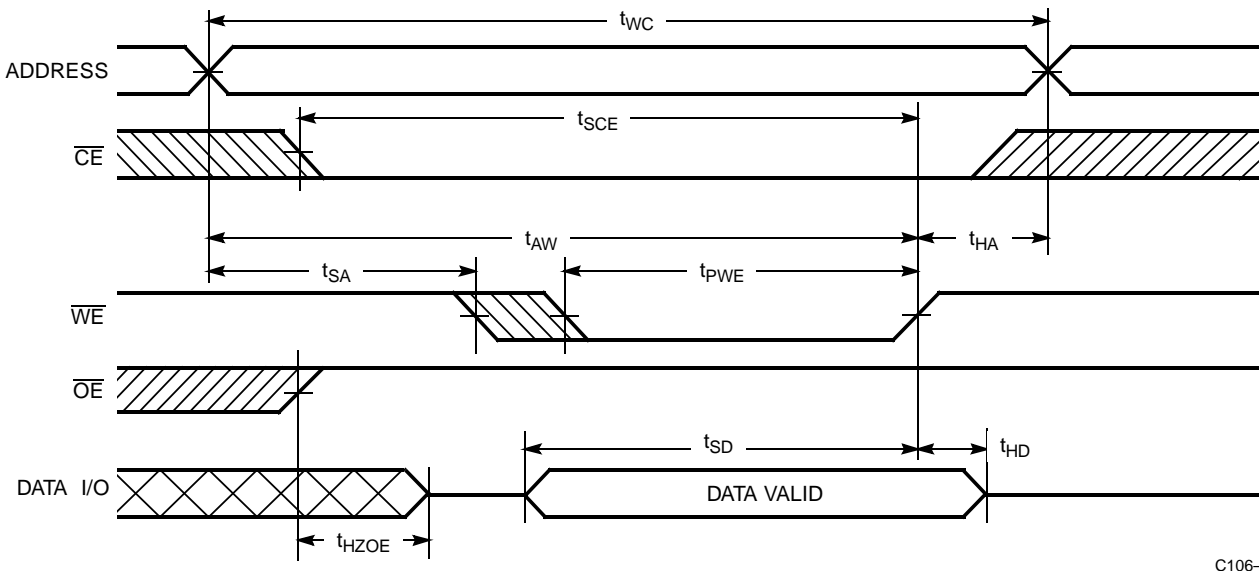 tWC
ADDRESS
tSCE
CE
tAW
tHA
tSA
tPWE
WE
OE
tSD
tHD
DATA I/O
DATA VALID
tHZOE
C106–